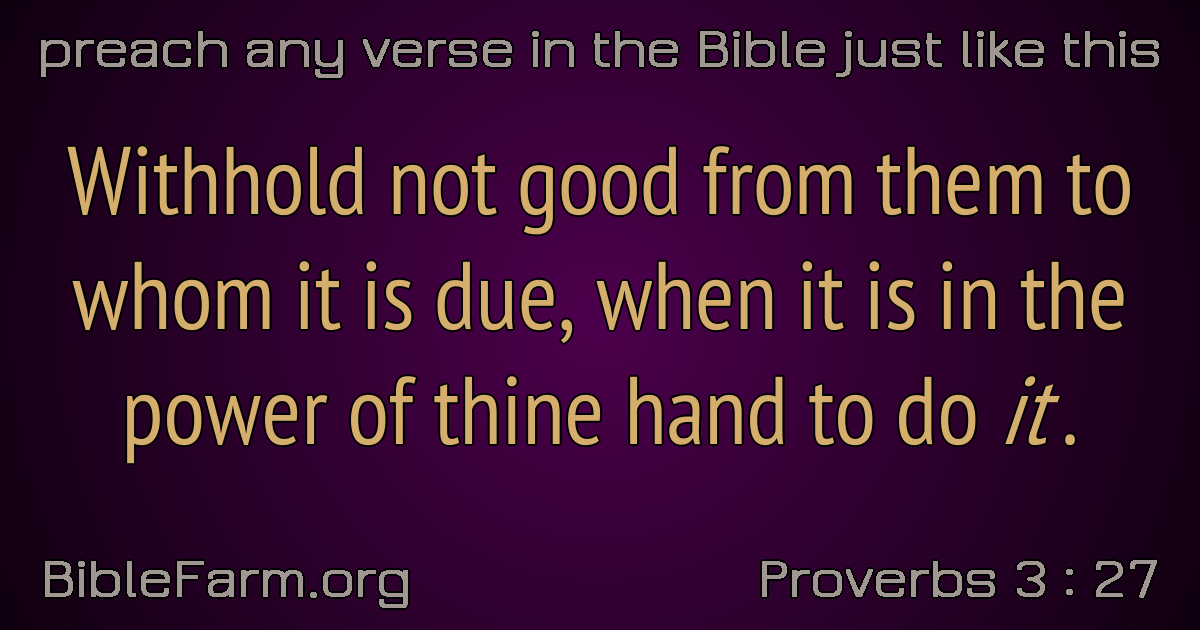 preach any verse in the Bible just like this
Withhold not good from them to
whom it is due, when it is in the
power of thine hand to do it.
BibleFarm.org
Proverbs 3 : 27